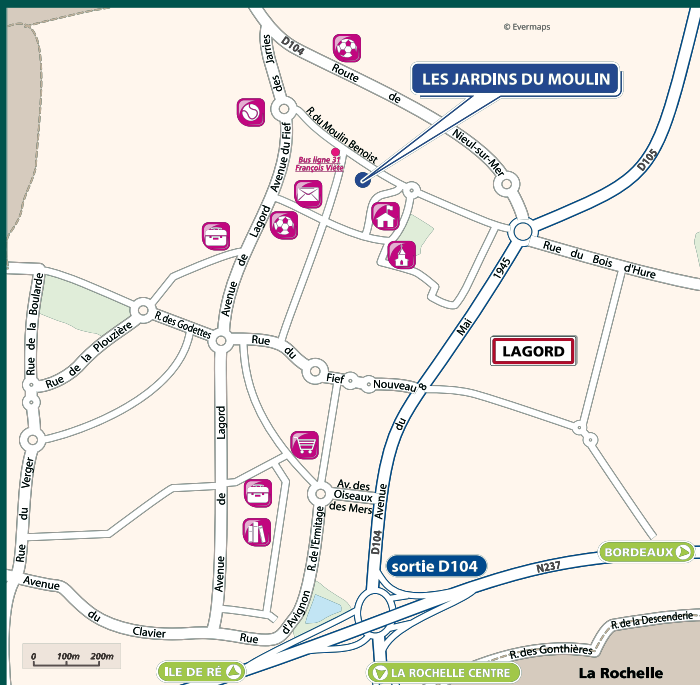 © Evermaps
D104
Route de Nieul-sur-Mer
des Jarries
LES JARDINS DU MOULIN
R. du Moulin Benoist
Bus ligne 31
François Viète
Avenue du Fief
D105
Avenue de Lagord
Rue du Bois d'Hure
Avenue du 8 Mai 1945
Rue de la Boularde
R. des Godettes
Rue de la Plouzière
Rue du Fief Nouveau
LAGORD
Avenue de Lagord
Rue du Verger
Av. des
Oiseaux
des Mers
R. de l'Ermitage
D104
sortie D104
N237
BORDEAUX
Avenue du Clavier
Rue d'Avignon
R. de la Descenderie
R. des Gonthières
0 100m 200m
ILE DE RÉ
LA ROCHELLE CENTRE
La Rochelle